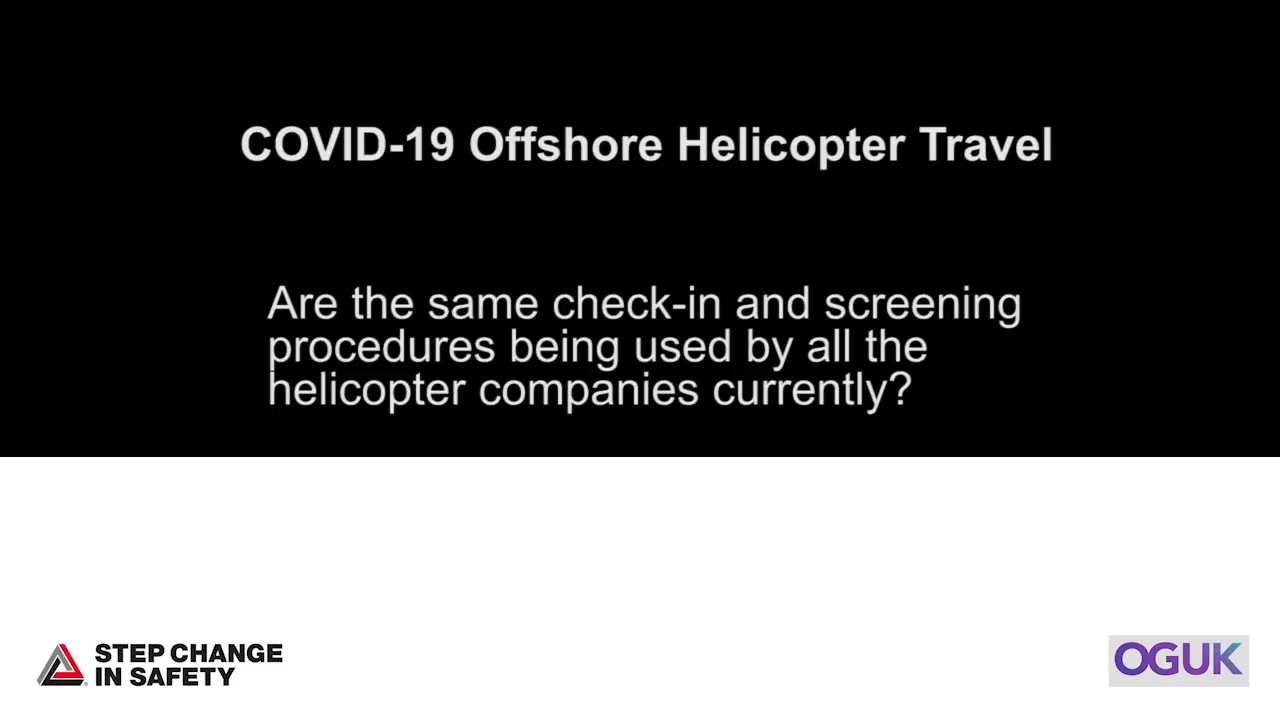 COVID-19 Offshore Helicopter Travel
Are the same check-in and screening
procedures being used by all the
helicopter companies currently?
STEP CHANGE
IN SAFETY
OGUK